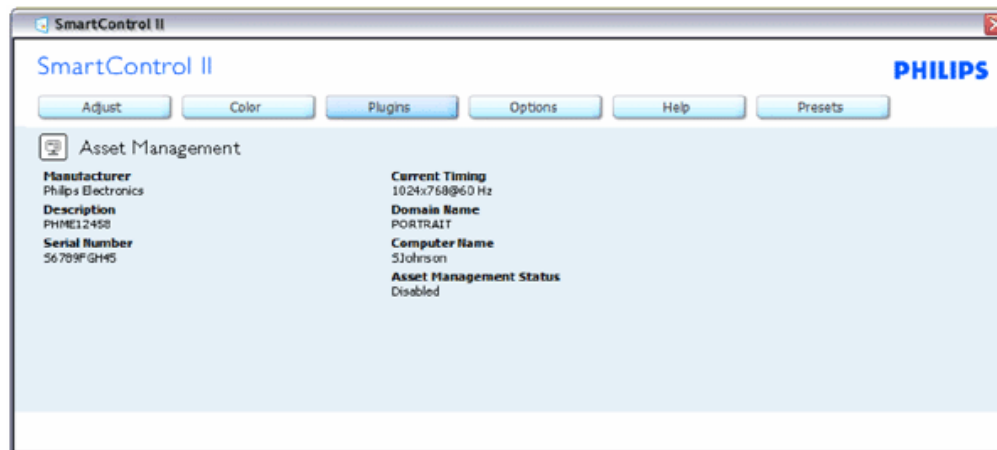 SmartControl II
SmartControl II
PHILIPS
Adjust Color Plugins Options Help Presets
Asset Management
Manufacturer
Philips Electronics
Description
PHME12458
Serial Number
56789FGH45
Current Timing
1024x768@60 Hz
Domain Name
PORTRAIT
Computer Name
SJohnson
Asset Management Status
Disabled